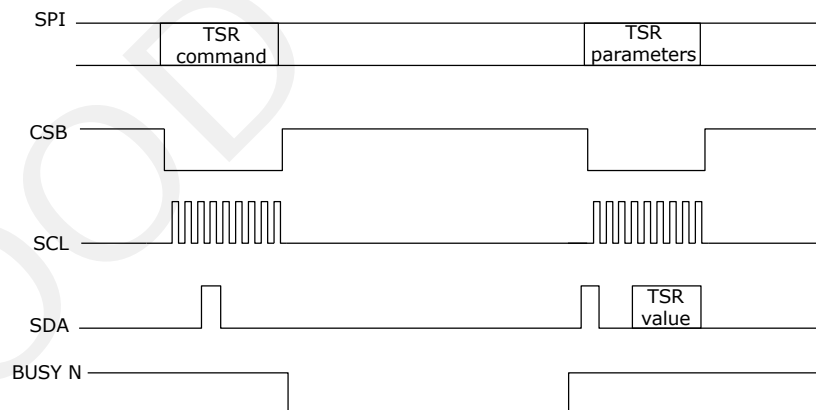 SPI
TSR
command
TSR
parameters
CSB
SCL
SDA
TSR
value
BUSY N